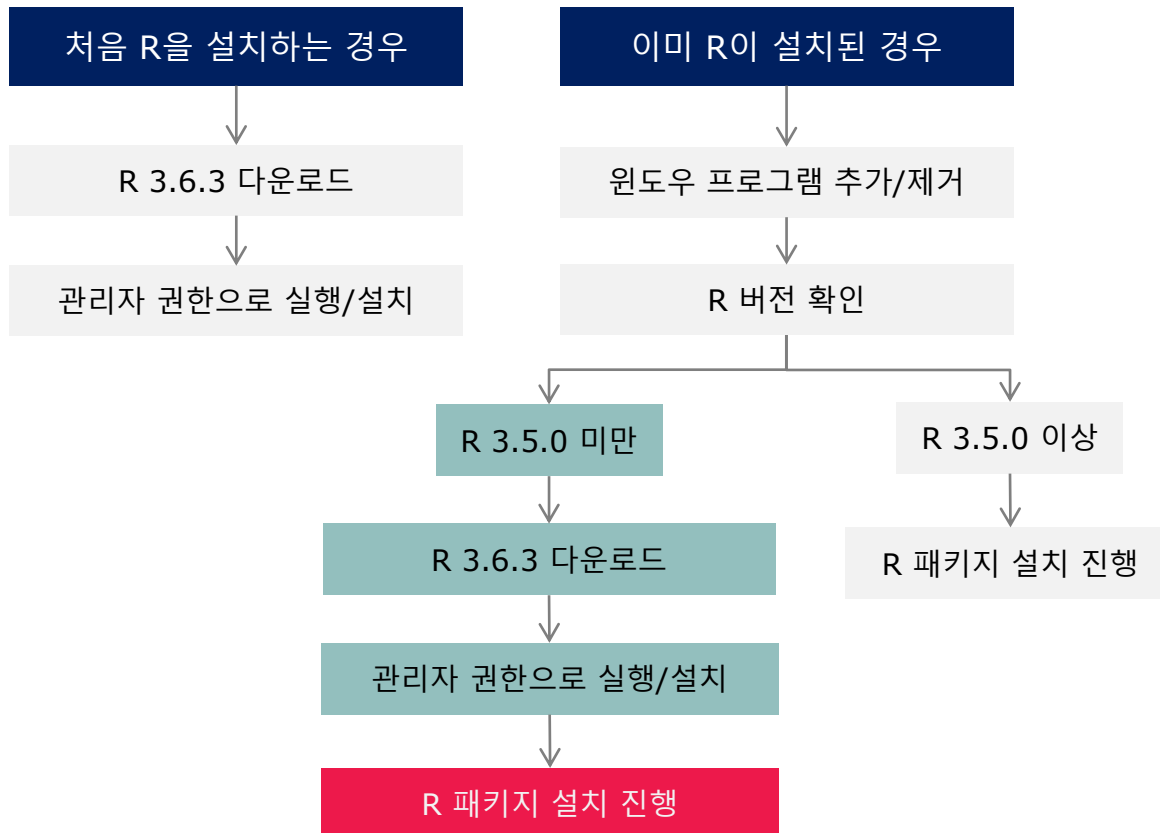 처음 R을 설치하는 경우
R 3.6.3 다운로드
관리자 권한으로 실행/설치
이미 R이 설치된 경우
윈도우 프로그램 추가/제거
R 버전 확인
R 3.5.0 미만
R 3.6.3 다운로드
관리자 권한으로 실행/설치
R 패키지 설치 진행
R 3.5.0 이상
R 패키지 설치 진행